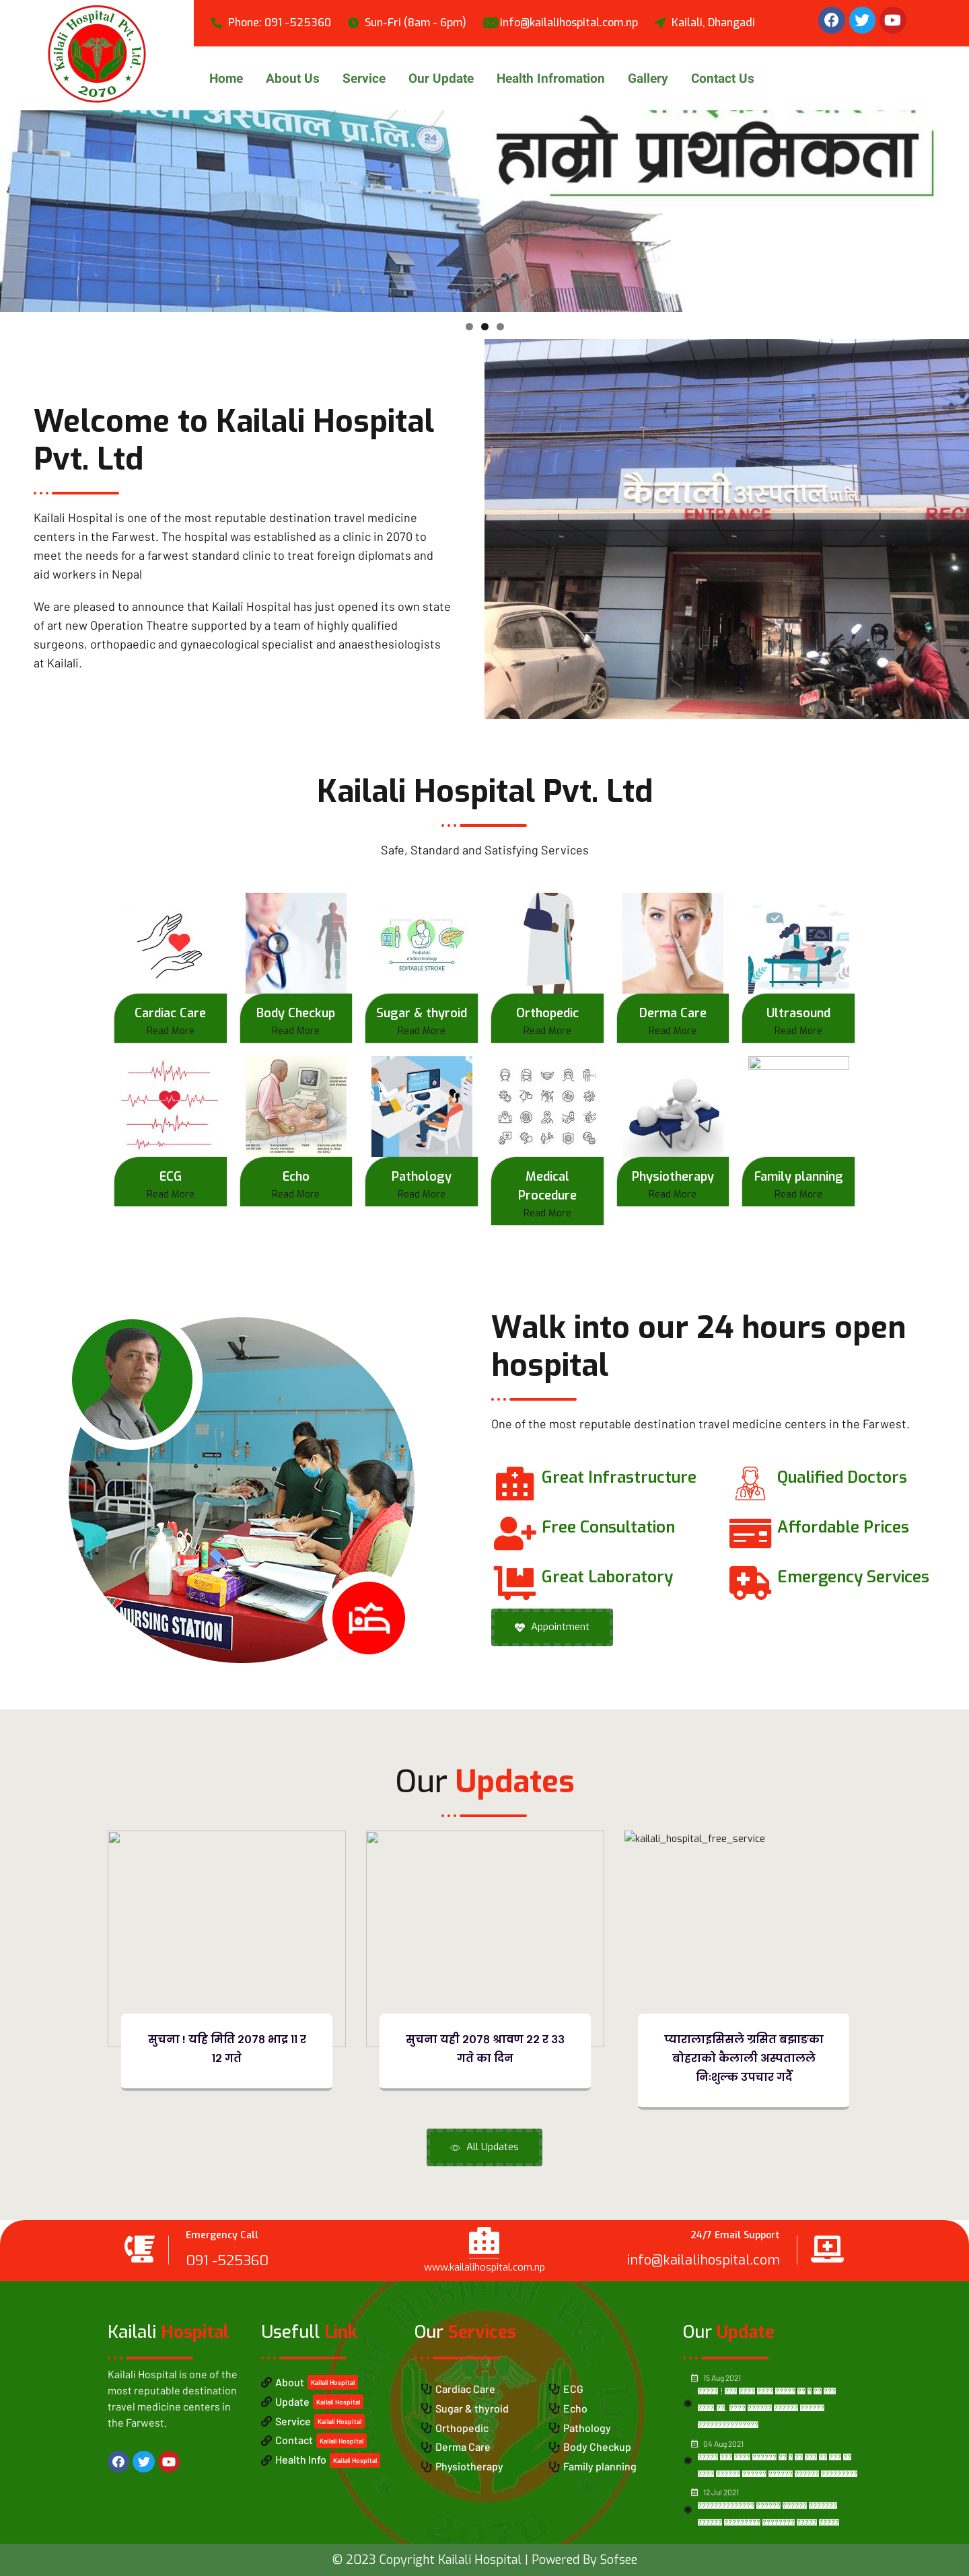 Kailali Hospital Pvt. Ltd.
2070
Phone: 091 -525360
Sun-Fri (8am - 6pm)
info@kailalihospital.com.np
Kailali, Dhangadi
Home
About Us
Service
Our Update
Health Infromation
Gallery
Contact Us
अस्पताल प्रा.लि.
24
हाम्रो प्राथमिकता
Welcome to Kailali Hospital
Pvt. Ltd
Kailali Hospital is one of the most reputable destination travel medicine
centers in the Farwest. The hospital was established as a clinic in 2070 to
meet the needs for a farwest standard clinic to treat foreign diplomats and
aid workers in Nepal
We are pleased to announce that Kailali Hospital has just opened its own state
of art new Operation Theatre supported by a team of highly qualified
surgeons, orthopaedic and gynaecological specialist and anaesthesiologists
at Kailali.
कैलाली अस्पताल प्रा.लि.
ENTRANCE
REC
Kailali Hospital Pvt. Ltd
Safe, Standard and Satisfying Services
Pediatric
endocrinology
EDITABLE STROKE
Cardiac Care
Read More
Body Checkup
Read More
Sugar & thyroid
Read More
Orthopedic
Read More
Derma Care
Read More
Ultrasound
Read More
ECG
Read More
Echo
Read More
Pathology
Read More
Medical
Procedure
Read More
Physiotherapy
Read More
Family planning
Read More
NURSING STATION
Walk into our 24 hours open
hospital
One of the most reputable destination travel medicine centers in the Farwest.
Great Infrastructure
Qualified Doctors
Free Consultation
Affordable Prices
Great Laboratory
Emergency Services
Appointment
Our Updates
kailali_hospital_free_service
सुचना ! यहि मिति 2078 भाद्र 11 र
12 गते
सुचना यही 2078 श्रावण 22 र 33
गते का दिन
प्यारालाइसिसले ग्रसित बझाङका
बोहराको कैलाली अस्पतालले
निःशुल्क उपचार गर्दै
All Updates
Emergency Call
091 -525360
www.kailalihospital.com.np
24/7 Email Support
info@kailalihospital.com
Kailali Hospital
Kailali Hospital is one of the
most reputable destination
travel medicine centers in
the Farwest.
Usefull Link
About Kailali Hospital
Update Kailali Hospital
Service Kailali Hospital
Contact Kailali Hospital
Health Info Kailali Hospital
Our Services
Cardiac Care
Sugar & thyroid
Orthopedic
Derma Care
Physiotherapy
ECG
Echo
Pathology
Body Checkup
Family planning
Our Update
15 Aug 2021
????? ! ??? ???? ???? ????? ?? ? ?? ???
04 Aug 2021
12 Jul 2021
© 2023 Copyright Kailali Hospital | Powered By Sofsee